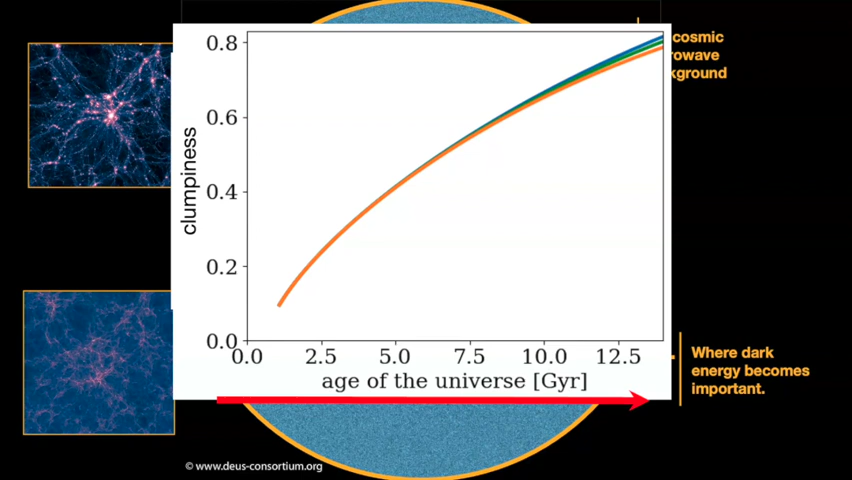 cosmic
rowave
kground
0.8
0.6
0.4
0.2
0.0
clumpiness
0.0 2.5 5.0 7.5 10.0 12.5
age of the universe [Gyr]
Where dark
energy becomes
important.
© www.deus-consortium.org